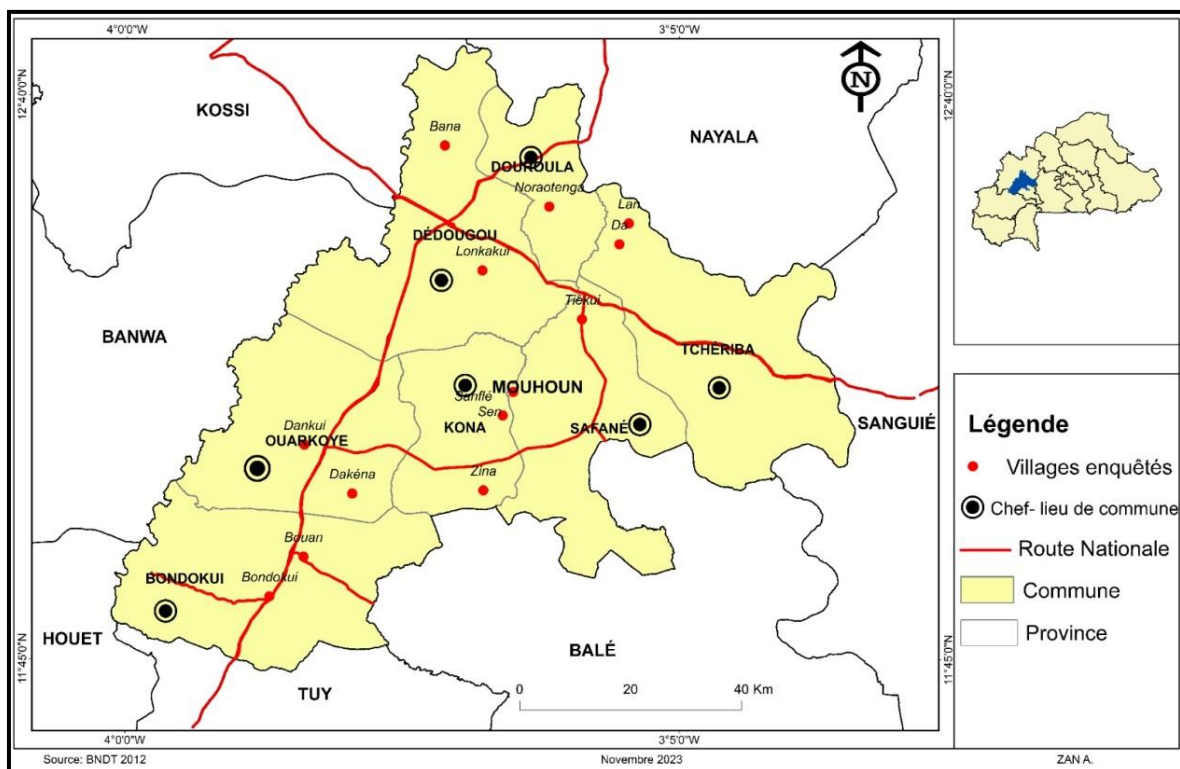 4°0'0"W
3°5'0"W
12°40'0"N
12°40'0"N
N
KOSSI
NAYALA
Bana
DOUROULA
Noraotenga
Lan
Da
DÉDOUGOU
Lonkakui
BANWA
Tiékui
TCHÉRIBA
MOUHOUN
Sanflé
Sen
KONA
SAFANÉ
SANGUIÉ
Dankui
OUARKOYE
Dakéna
Zina
Bouan
BONDOKUI
Bondokui
HOUET
BALÉ
TUY
11°45'0"N
11°45'0"N
0 20 40 Km
4°0'0"W
3°5'0"W
Légende
Villages enquêtés
Chef- lieu de commune
Route Nationale
Commune
Province
Source: BNDT 2012
Novembre 2023
ZAN A.